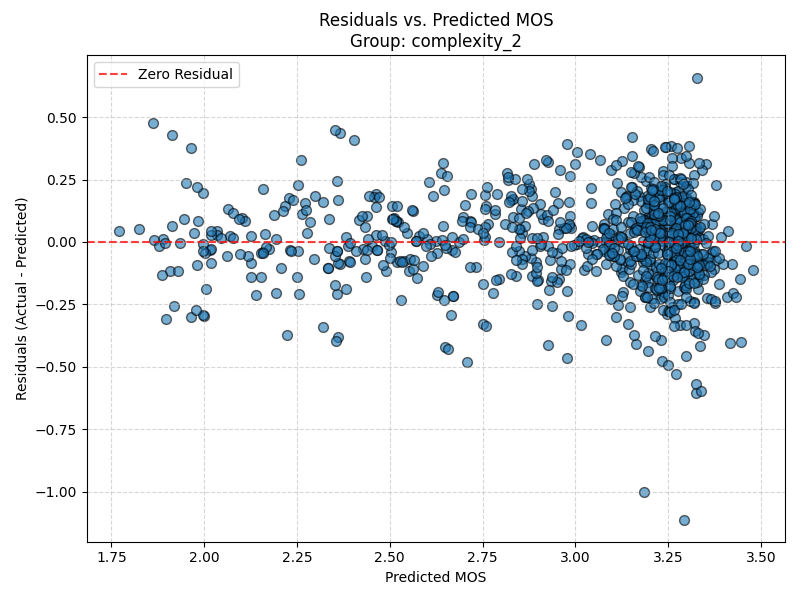 Residuals vs. Predicted MOS
Group: complexity_2
Zero Residual
Residuals (Actual - Predicted)
0.50
0.25
0.00
−0.25
−0.50
−0.75
−1.00
1.75 2.00 2.25 2.50 2.75 3.00 3.25 3.50
Predicted MOS